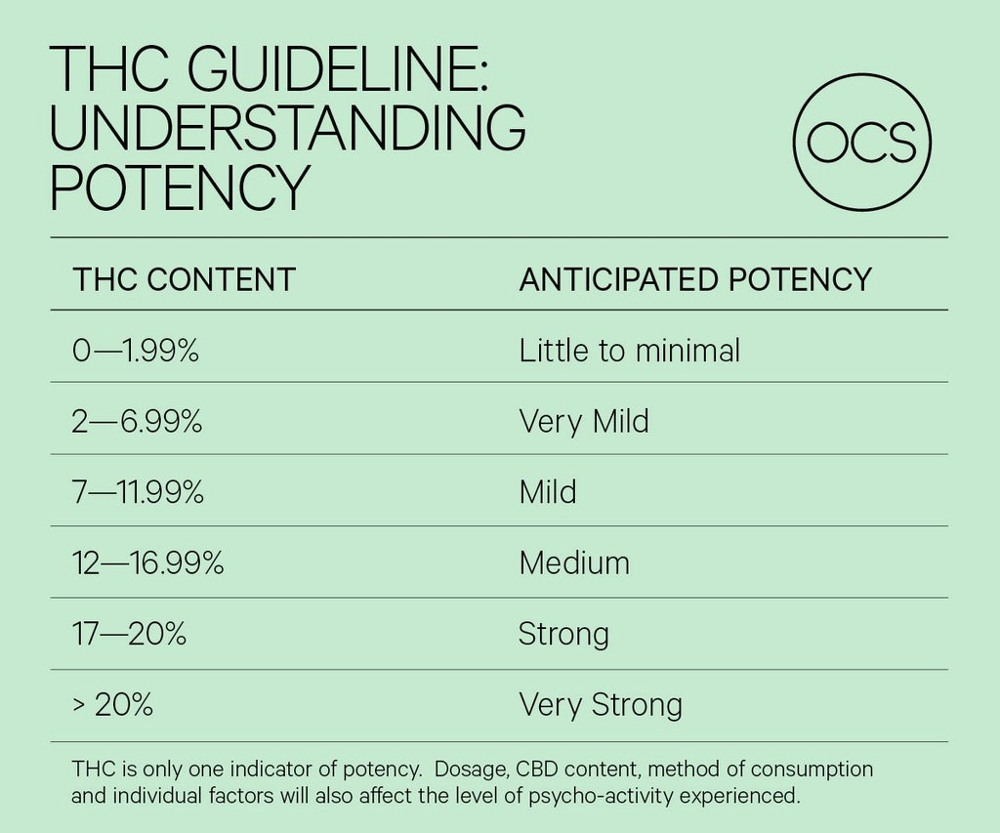 THC GUIDELINE:
UNDERSTANDING
POTENCY
OCS
THC CONTENT ANTICIPATED POTENCY
0—1.99% Little to minimal
2—6.99% Very Mild
7—11.99% Mild
12—16.99% Medium
17—20% Strong
> 20% Very Strong
THC is only one indicator of potency.  Dosage, CBD content, method of consumption
and individual factors will also affect the level of psycho-activity experienced.